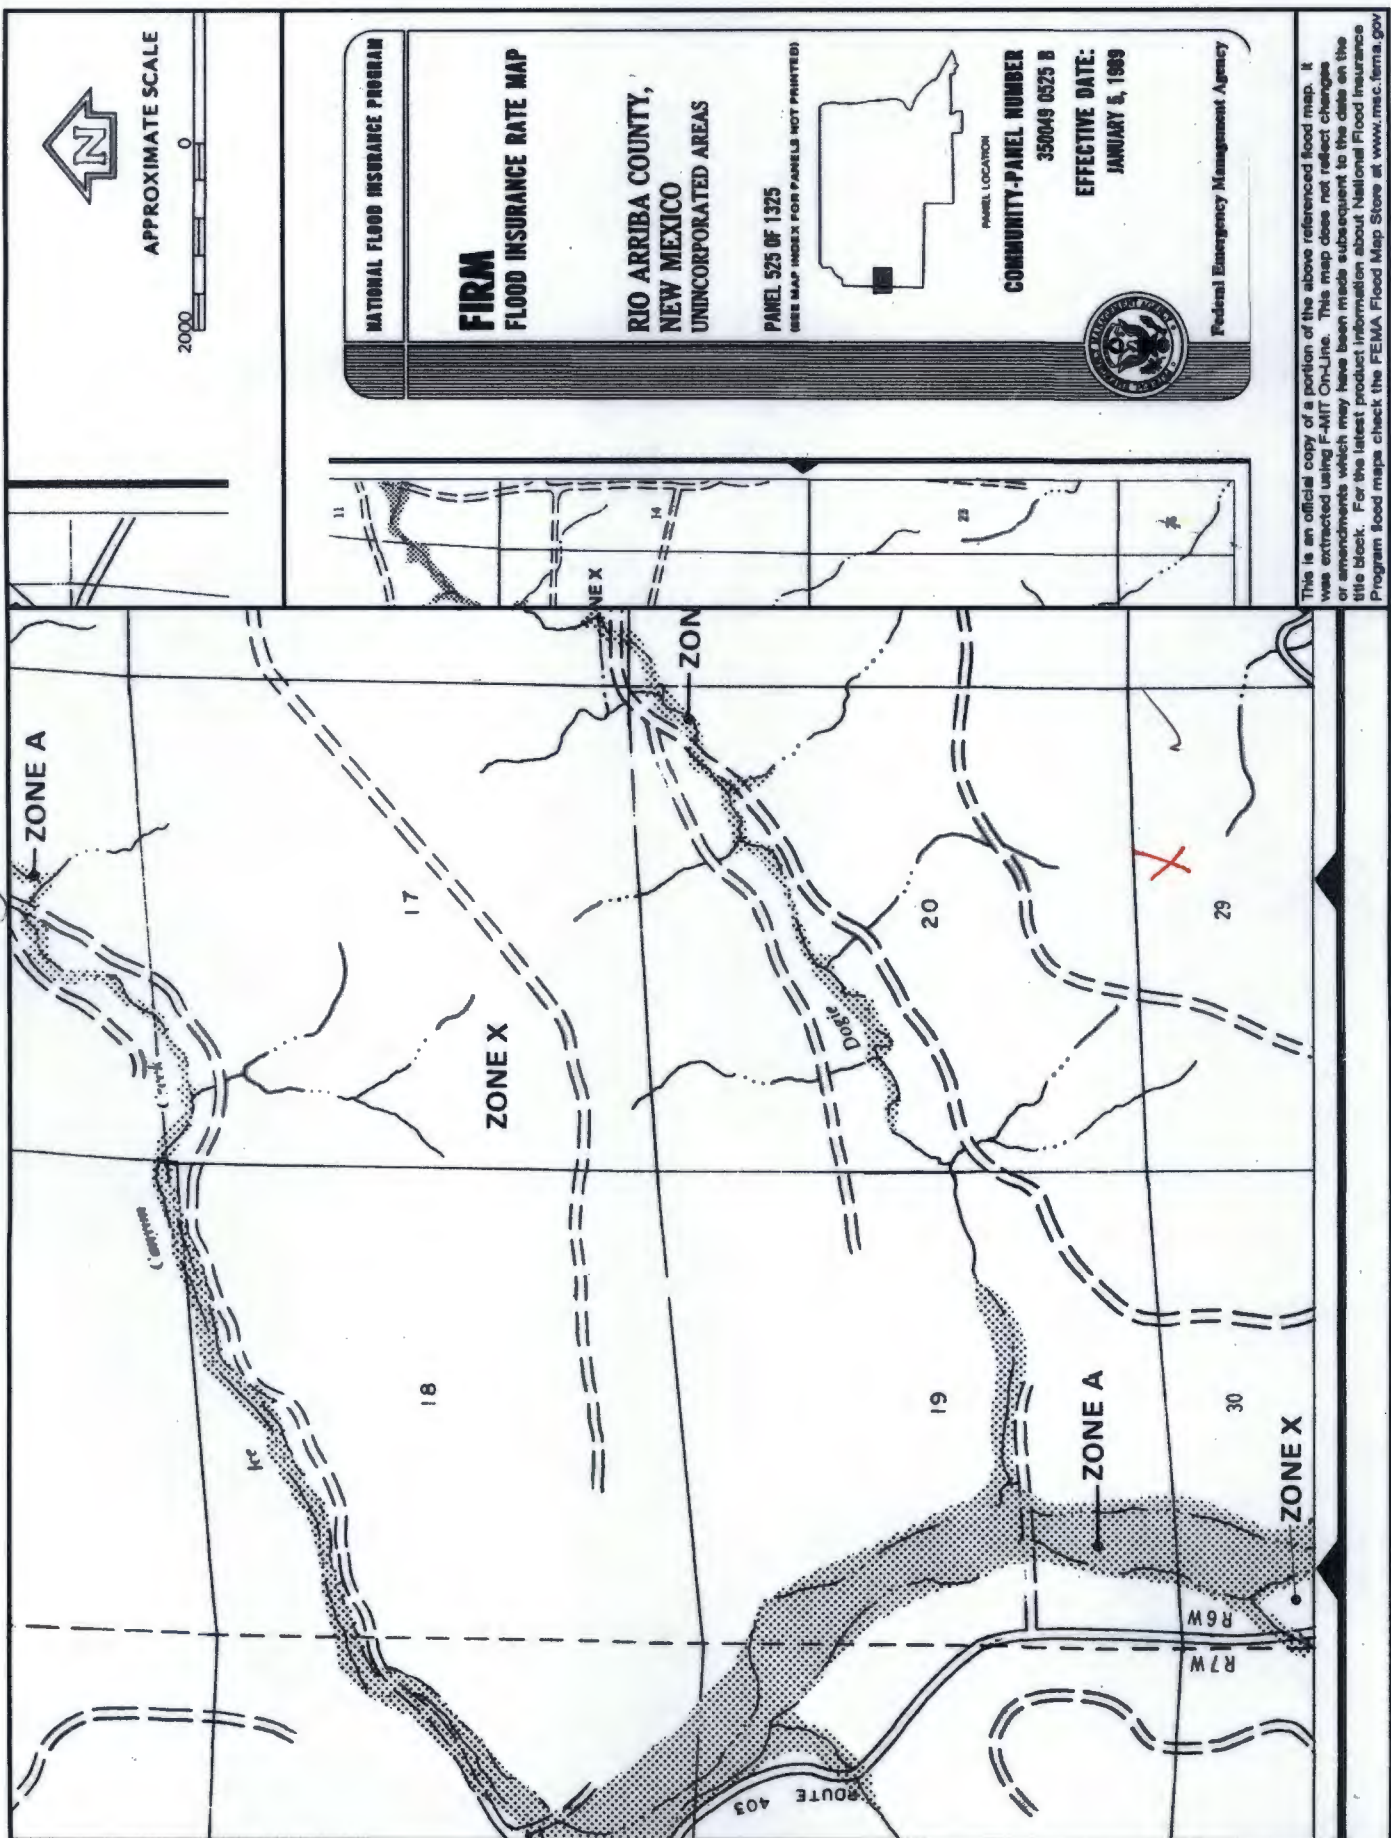 APPROXIMATE SCALE
2000 0
N
NATIONAL FLOOD INSURANCE PROGRAM
FIRM
FLOOD INSURANCE RATE MAP
RIO ARRIBA COUNTY,
NEW MEXICO
UNINCORPORATED AREAS
PANEL 525 OF 1325
(SEE MAP INDEX FOR PANELS NOT PRINTED)
PANEL LOCATION
COMMUNITY-PANEL NUMBER
350049 0525 B
EFFECTIVE DATE:
JANUARY 5, 1989
Federal Emergency Management Agency
This is an official copy of a portion of the above referenced flood map. It
was extracted using F-MIT On-Line. This map does not reflect changes
or amendments which may have been made subsequent to the date on the
title block. For the latest product information about National Flood Insurance
Program flood maps check the FEMA Flood Map Store at www.msc.fema.gov
11
14
23
NE X
ZON
ZONE A
17
ZONE X
20
29
Dogie
Creek
18
19
ZONE A
30
ZONE X
R6W
R7W
ROUTE 403